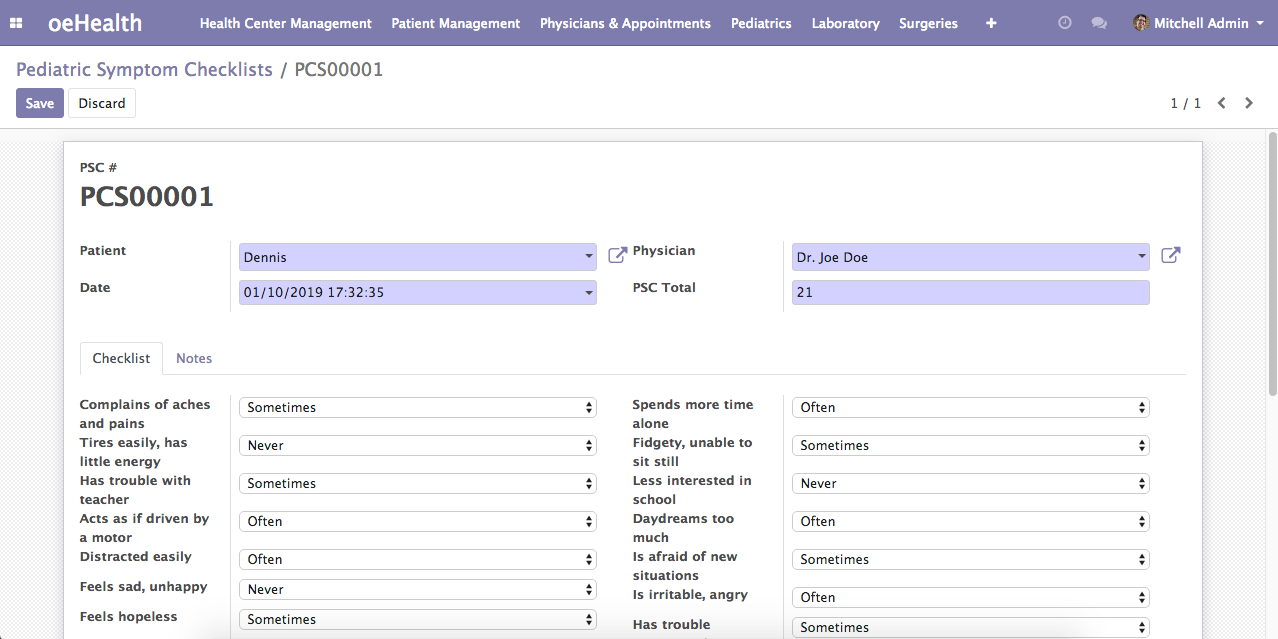 oeHealth Health Center Management Patient Management Physicians & Appointments Pediatrics Laboratory Surgeries + Mitchell Admin
Pediatric Symptom Checklists / PCS00001
Save Discard 1 / 1
PSC #
PCS00001
Patient Dennis Physician Dr. Joe Doe
Date 01/10/2019 17:32:35 PSC Total 21
Checklist Notes
Complains of aches Sometimes Spends more time Often
and pains alone
Tires easily, has Never Fidgety, unable to Sometimes
little energy sit still
Has trouble with Sometimes Less interested in Never
teacher school
Acts as if driven by Often Daydreams too Often
a motor much
Distracted easily Often Is afraid of new Sometimes
situations
Feels sad, unhappy Never Is irritable, angry Often
Feels hopeless Sometimes Has trouble Sometimes